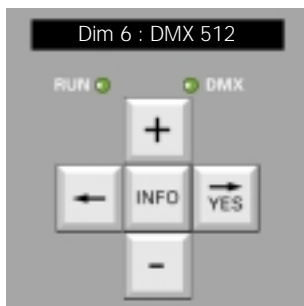 Dim 6 : DMX 512
RUN DMX
+
INFO YES
-